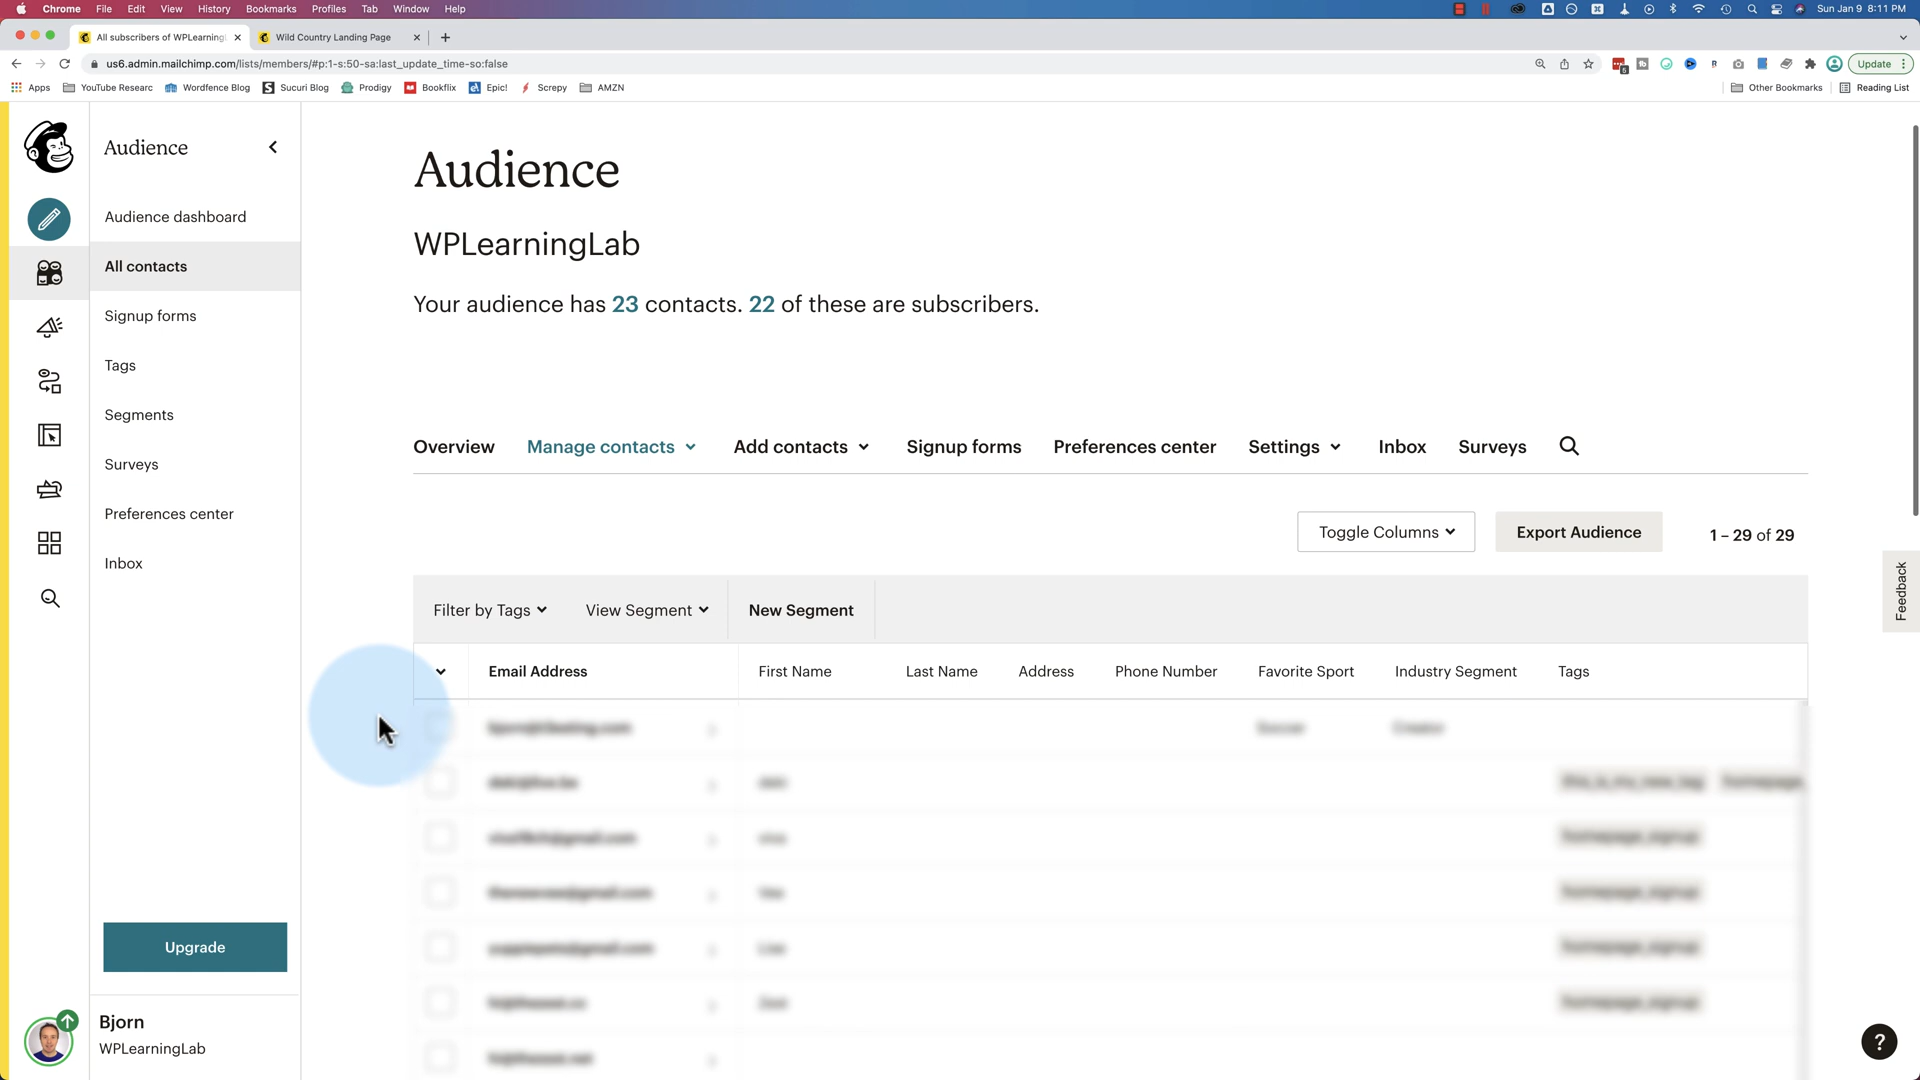 Chrome File Edit View History Bookmarks Profiles Tab Window Help
Sun Jan 9 8:11 PM
All subscribers of WPLearning
Wild Country Landing Page
us6.admin.mailchimp.com/lists/members/#p:1-s:50-sa:last_update_time-so:false
Update
Apps YouTube Researc Wordfence Blog Sucuri Blog Prodigy Bookflix Epic! Screpy AMZN
Other Bookmarks Reading List
Audience
Audience dashboard
All contacts
Signup forms
Tags
Segments
Surveys
Preferences center
Inbox
Upgrade
Bjorn
WPLearningLab
Audience
WPLearningLab
Your audience has 23 contacts. 22 of these are subscribers.
Overview Manage contacts Add contacts Signup forms Preferences center Settings Inbox Surveys
Toggle Columns Export Audience 1 – 29 of 29
Filter by Tags View Segment New Segment
Email Address First Name Last Name Address Phone Number Favorite Sport Industry Segment Tags
Feedback
?